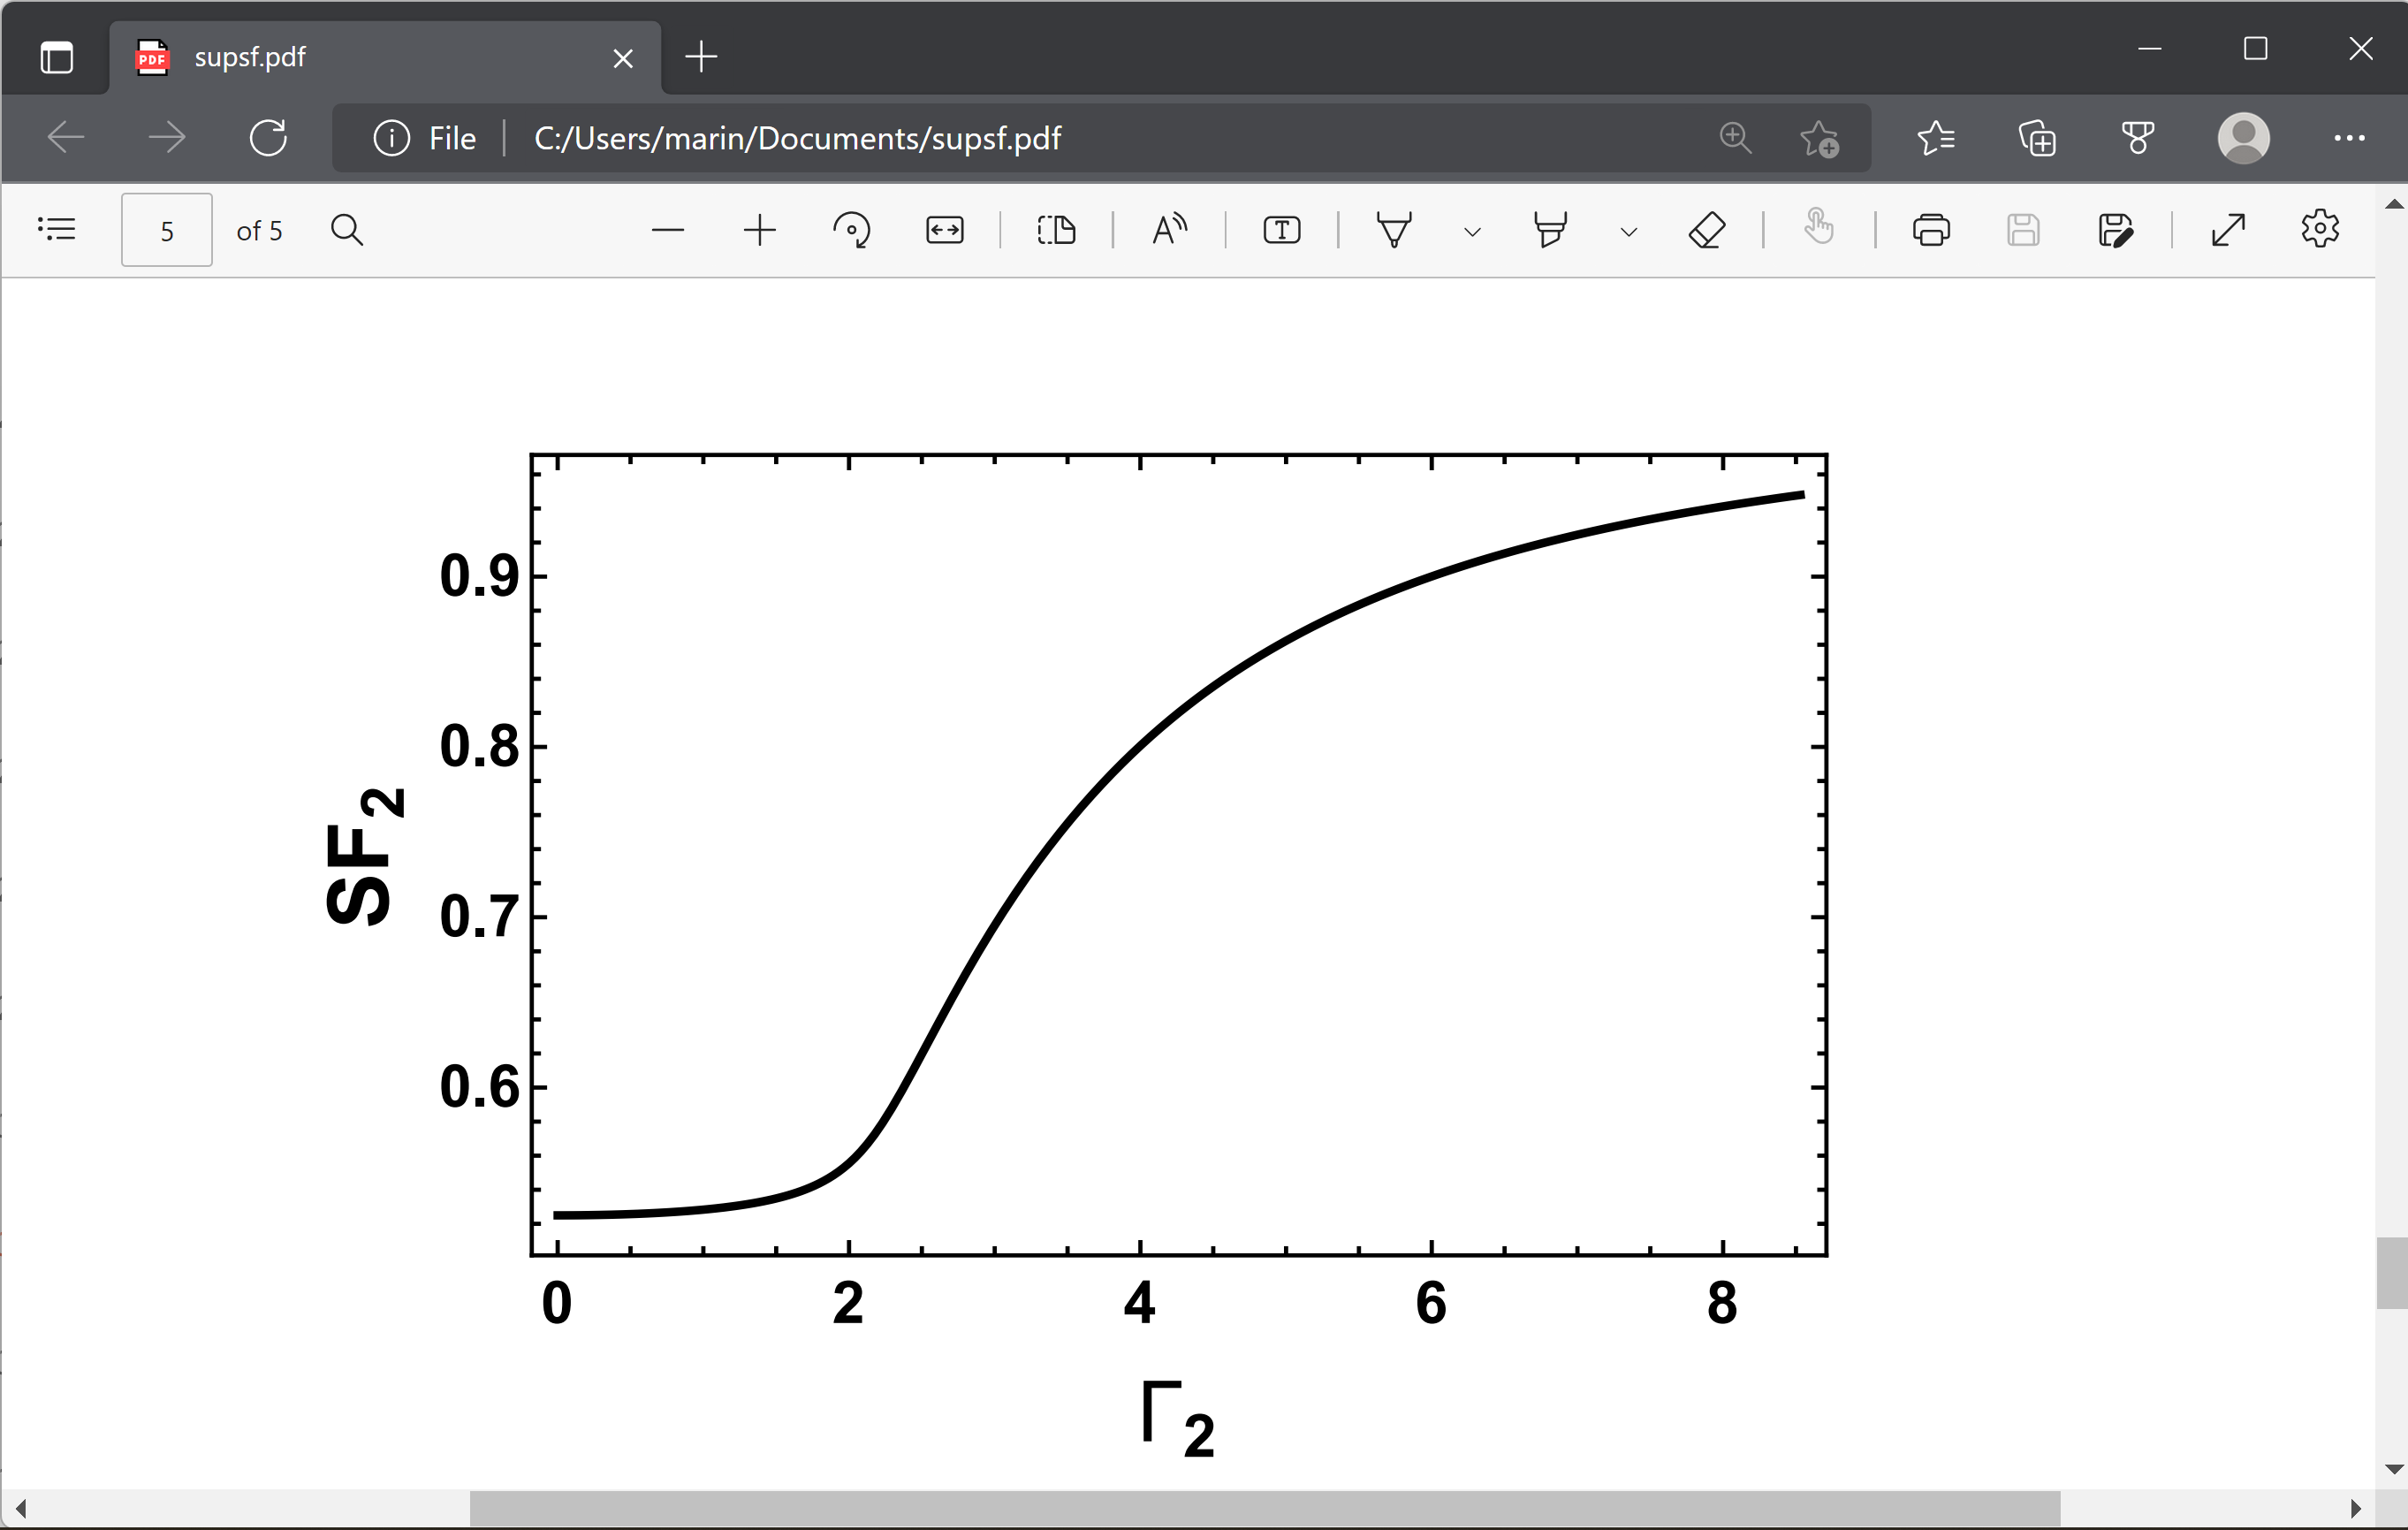 supsf.pdf
File C:/Users/marin/Documents/supsf.pdf
5 of 5
0.9
0.8
0.7
0.6
SF₂
0 2 4 6 8
Γ₂